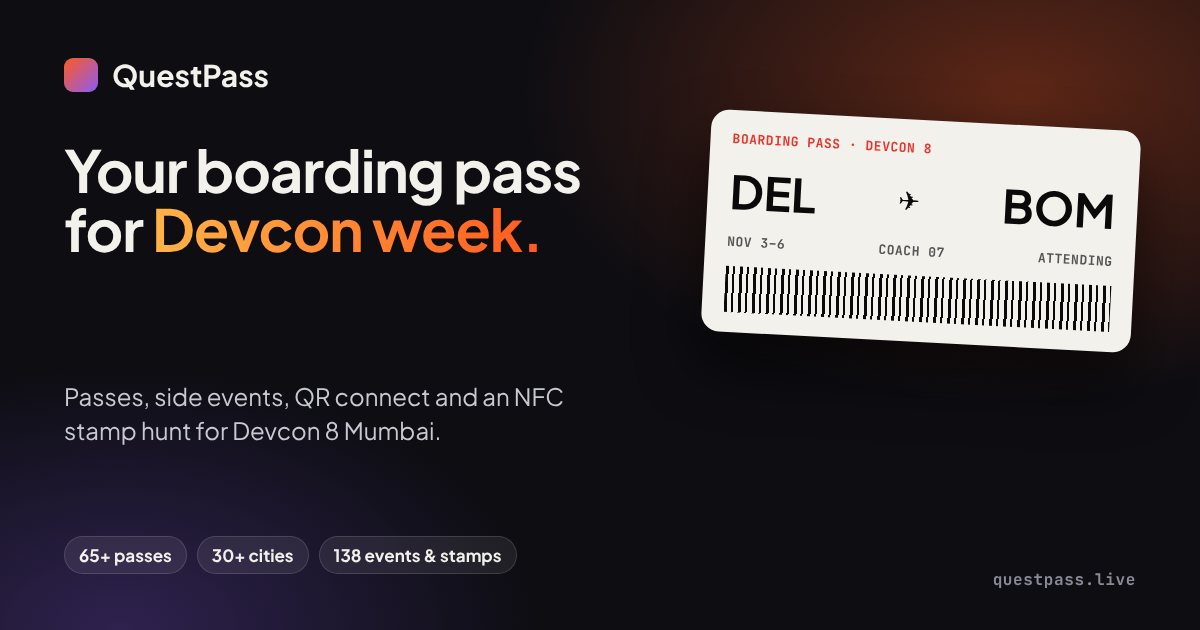 QuestPass
Your boarding pass
for Devcon week.
Passes, side events, QR connect and an NFC
stamp hunt for Devcon 8 Mumbai.
65+ passes
30+ cities
138 events & stamps
BOARDING PASS · DEVCON 8
DEL ✈ BOM
NOV 3–6 COACH 07 ATTENDING
questpass.live